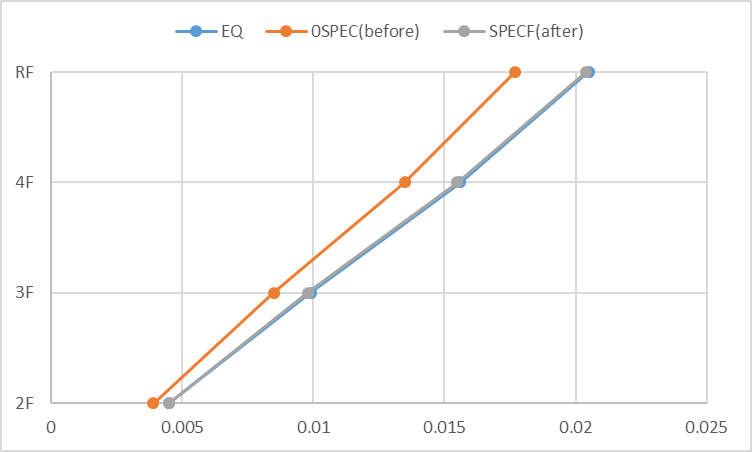 EQ 0SPEC(before) SPECF(after)
RF
4F
3F
2F
0 0.005 0.01 0.015 0.02 0.025